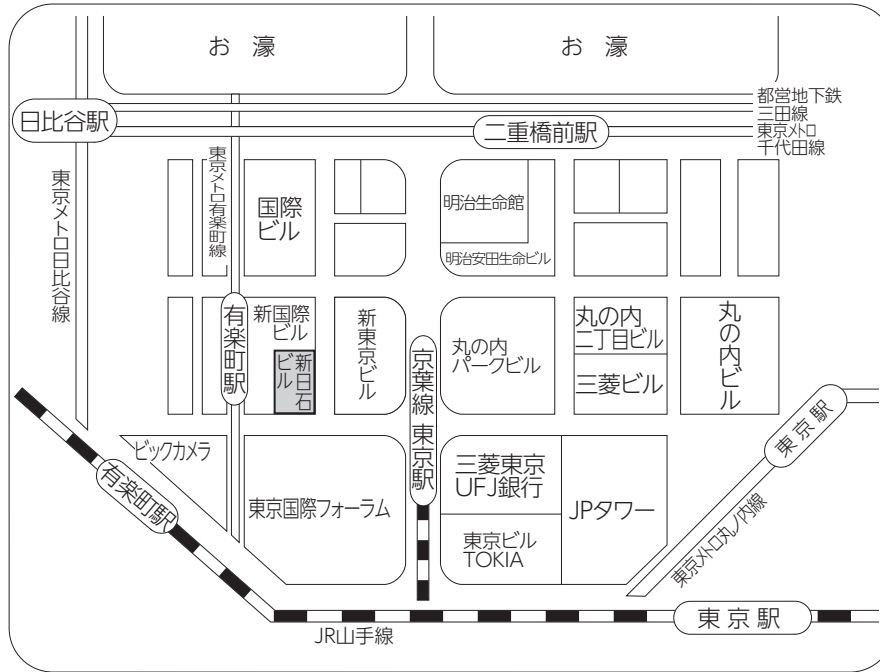 お 濠
お 濠
都営地下鉄
三田線
東京メトロ
千代田線
日比谷駅
二重橋前駅
東京メトロ日比谷線
東京メトロ有楽町線
国際
ビル
明治生命館
明治安田生命ビル
有楽町駅
新国際
ビル
新日石
ビル
新東京ビル
京葉線 東京駅
丸の内
パークビル
丸の内
二丁目ビル
三菱ビル
丸の内ビル
東京駅
ビックカメラ
有楽町駅
東京国際フォーラム
三菱東京
UFJ銀行
JPタワー
東京ビル
TOKIA
東京メトロ丸ノ内線
JR山手線
東京駅